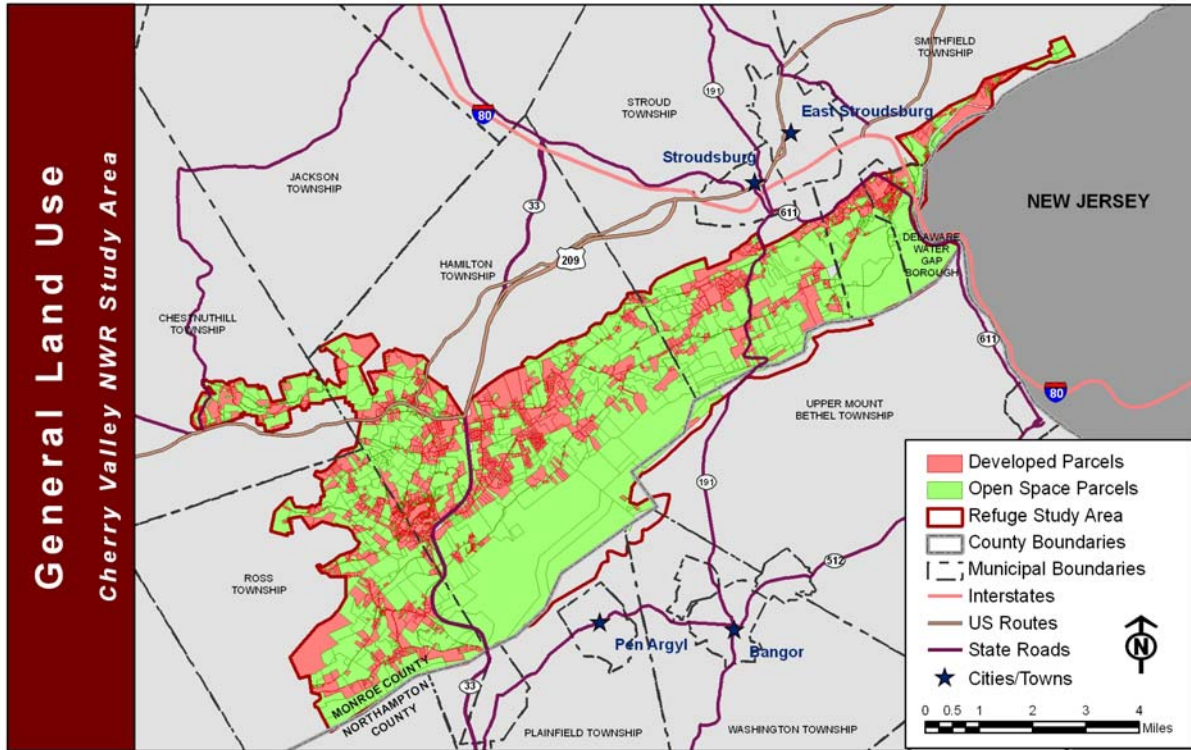 General Land Use
Cherry Valley NWR Study Area
SMITHFIELD
TOWNSHIP
191
STROUD
TOWNSHIP
East Stroudsburg
80
Stroudsburg
JACKSON
TOWNSHIP
NEW JERSEY
33
611
209
HAMILTON
TOWNSHIP
DELAWARE
WATER
GAP
BOROUGH
CHESTNUTHILL
TOWNSHIP
611
80
UPPER MOUNT
BETHEL TOWNSHIP
191
512
ROSS
TOWNSHIP
Pen Argyl
Bangor
33
MONROE COUNTY
NORTHAMPTON
COUNTY
PLAINFIELD TOWNSHIP
WASHINGTON TOWNSHIP
Developed Parcels
Open Space Parcels
Refuge Study Area
County Boundaries
Municipal Boundaries
Interstates
US Routes
State Roads
Cities/Towns
N
0 0.5 1 2 3 4
Miles